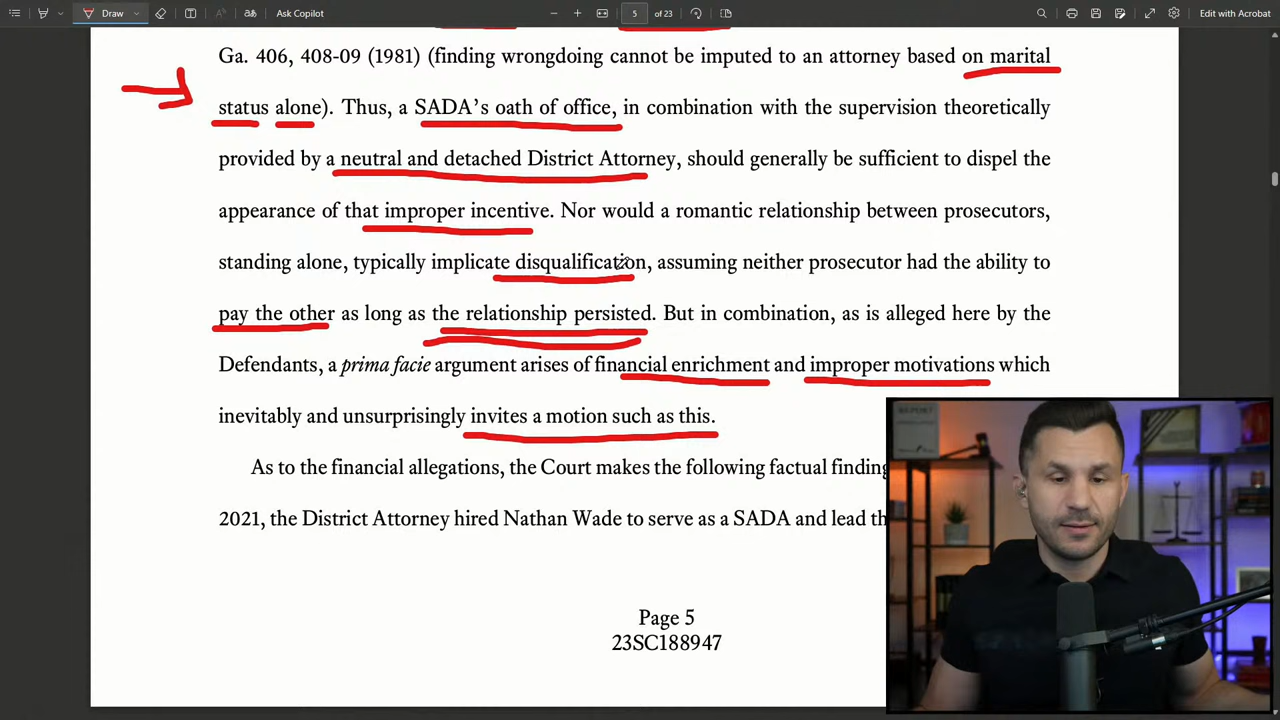 Draw
Ask Copilot
5 of 23
Edit with Acrobat
Ga. 406, 408-09 (1981) (finding wrongdoing cannot be imputed to an attorney based on marital
status alone). Thus, a SADA's oath of office, in combination with the supervision theoretically
provided by a neutral and detached District Attorney, should generally be sufficient to dispel the
appearance of that improper incentive. Nor would a romantic relationship between prosecutors,
standing alone, typically implicate disqualification, assuming neither prosecutor had the ability to
pay the other as long as the relationship persisted. But in combination, as is alleged here by the
Defendants, a prima facie argument arises of financial enrichment and improper motivations which
inevitably and unsurprisingly invites a motion such as this.
As to the financial allegations, the Court makes the following factual finding
2021, the District Attorney hired Nathan Wade to serve as a SADA and lead th
Page 5
23SC188947